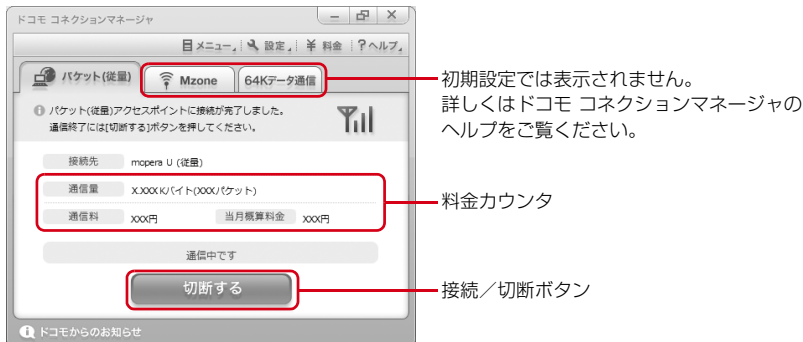 ドコモ コネクションマネージャ
メニュー 設定 料金 ?ヘルプ
パケット(従量) Mzone 64Kデータ通信
パケット(従量)アクセスポイントに接続が完了しました。
通信終了には[切断する]ボタンを押してください。
接続先 mopera U (従量)
通信量 X.XXX Kバイト(XXXパケット)
通信料 XXX円 当月概算料金 XXX円
通信中です
切断する
ドコモからのお知らせ
初期設定では表示されません。
詳しくはドコモ コネクションマネージャの
ヘルプをご覧ください。
料金カウンタ
接続/切断ボタン